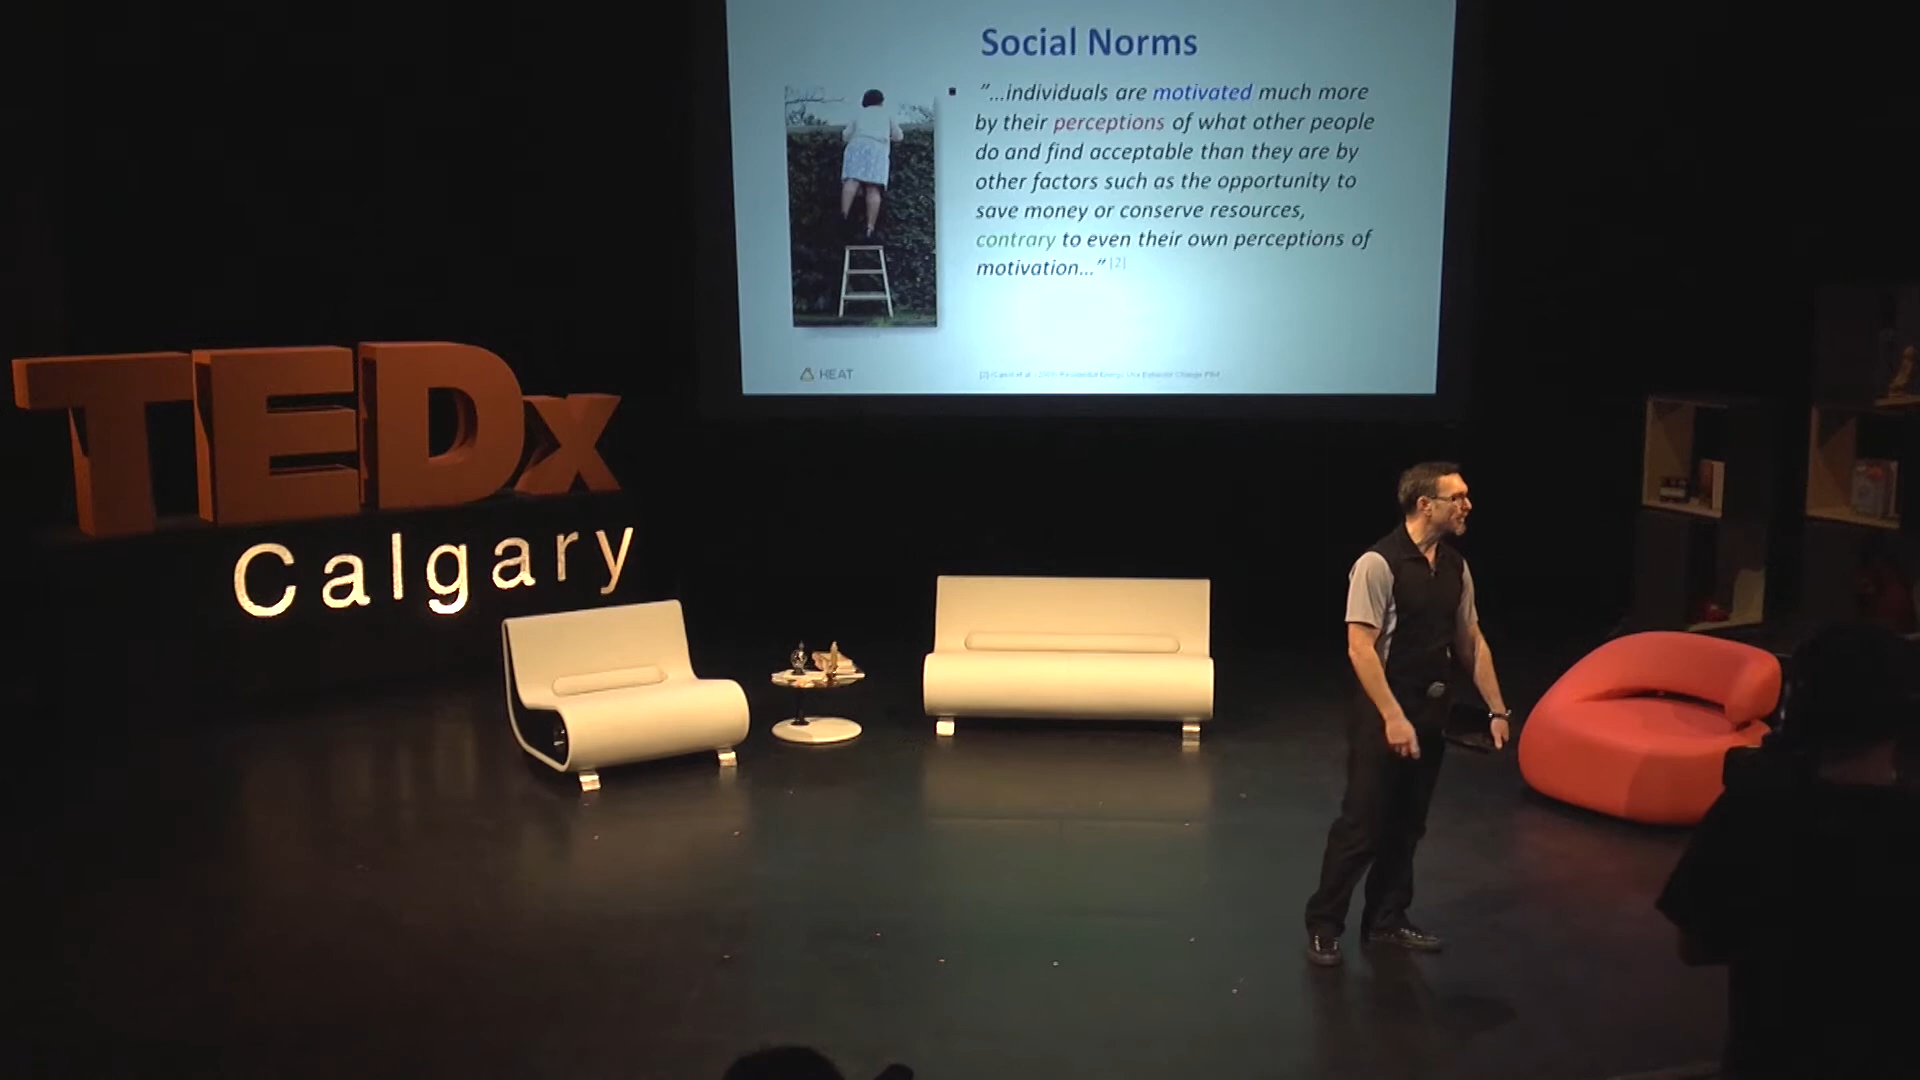 Social Norms
"...individuals are motivated much more
by their perceptions of what other people
do and find acceptable than they are by
other factors such as the opportunity to
save money or conserve resources,
contrary to even their own perceptions of
motivation..." [2]
HEAT
TEDx
Calgary